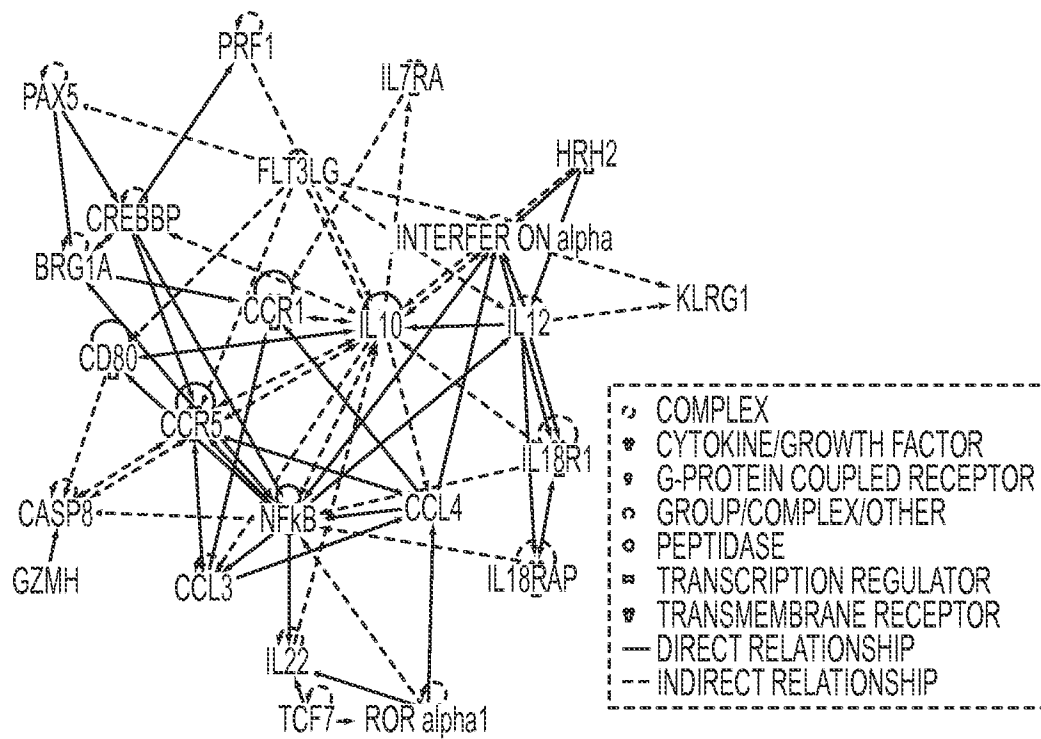 PRF1
IL7RA
PAX5
HRH2
FLT3LG
CREBBP
INTERFER ON alpha
BRG1A
KLRG1
CCR1
IL10
IL12
CD80
CCR5
IL18R1
CASP8
NFkB
CCL4
GZMH
CCL3
IL18RAP
IL22
TCF7
ROR alpha1
COMPLEX
CYTOKINE/GROWTH FACTOR
G-PROTEIN COUPLED RECEPTOR
GROUP/COMPLEX/OTHER
PEPTIDASE
TRANSCRIPTION REGULATOR
TRANSMEMBRANE RECEPTOR
DIRECT RELATIONSHIP
INDIRECT RELATIONSHIP